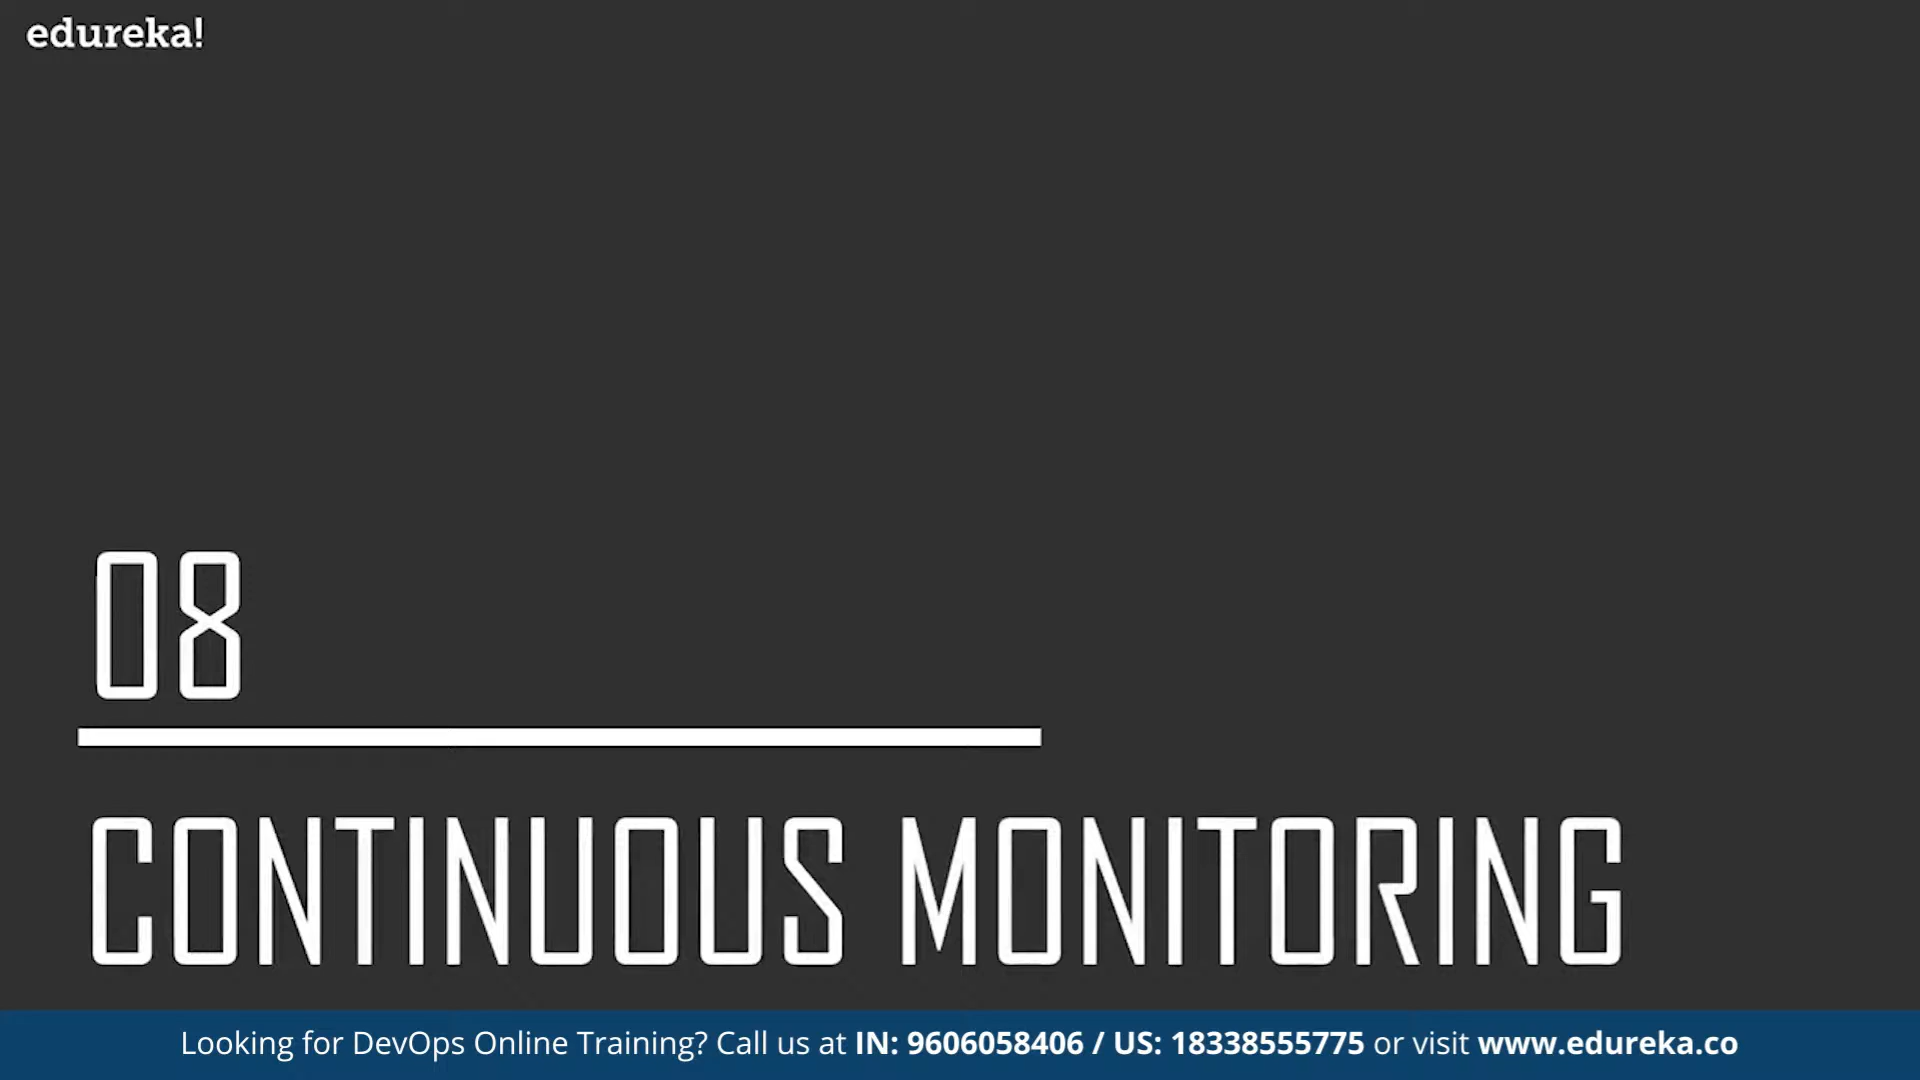 edureka!
08
CONTINUOUS MONITORING
Looking for DevOps Online Training? Call us at IN: 9606058406 / US: 18338555775 or visit www.edureka.co